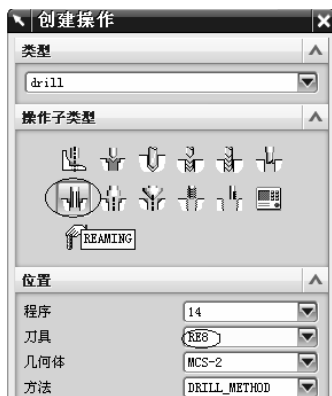 创建操作
类型
drill
操作子类型
REAMING
位置
程序 14
刀具 RE8
几何体 MCS-2
方法 DRILL_METHOD